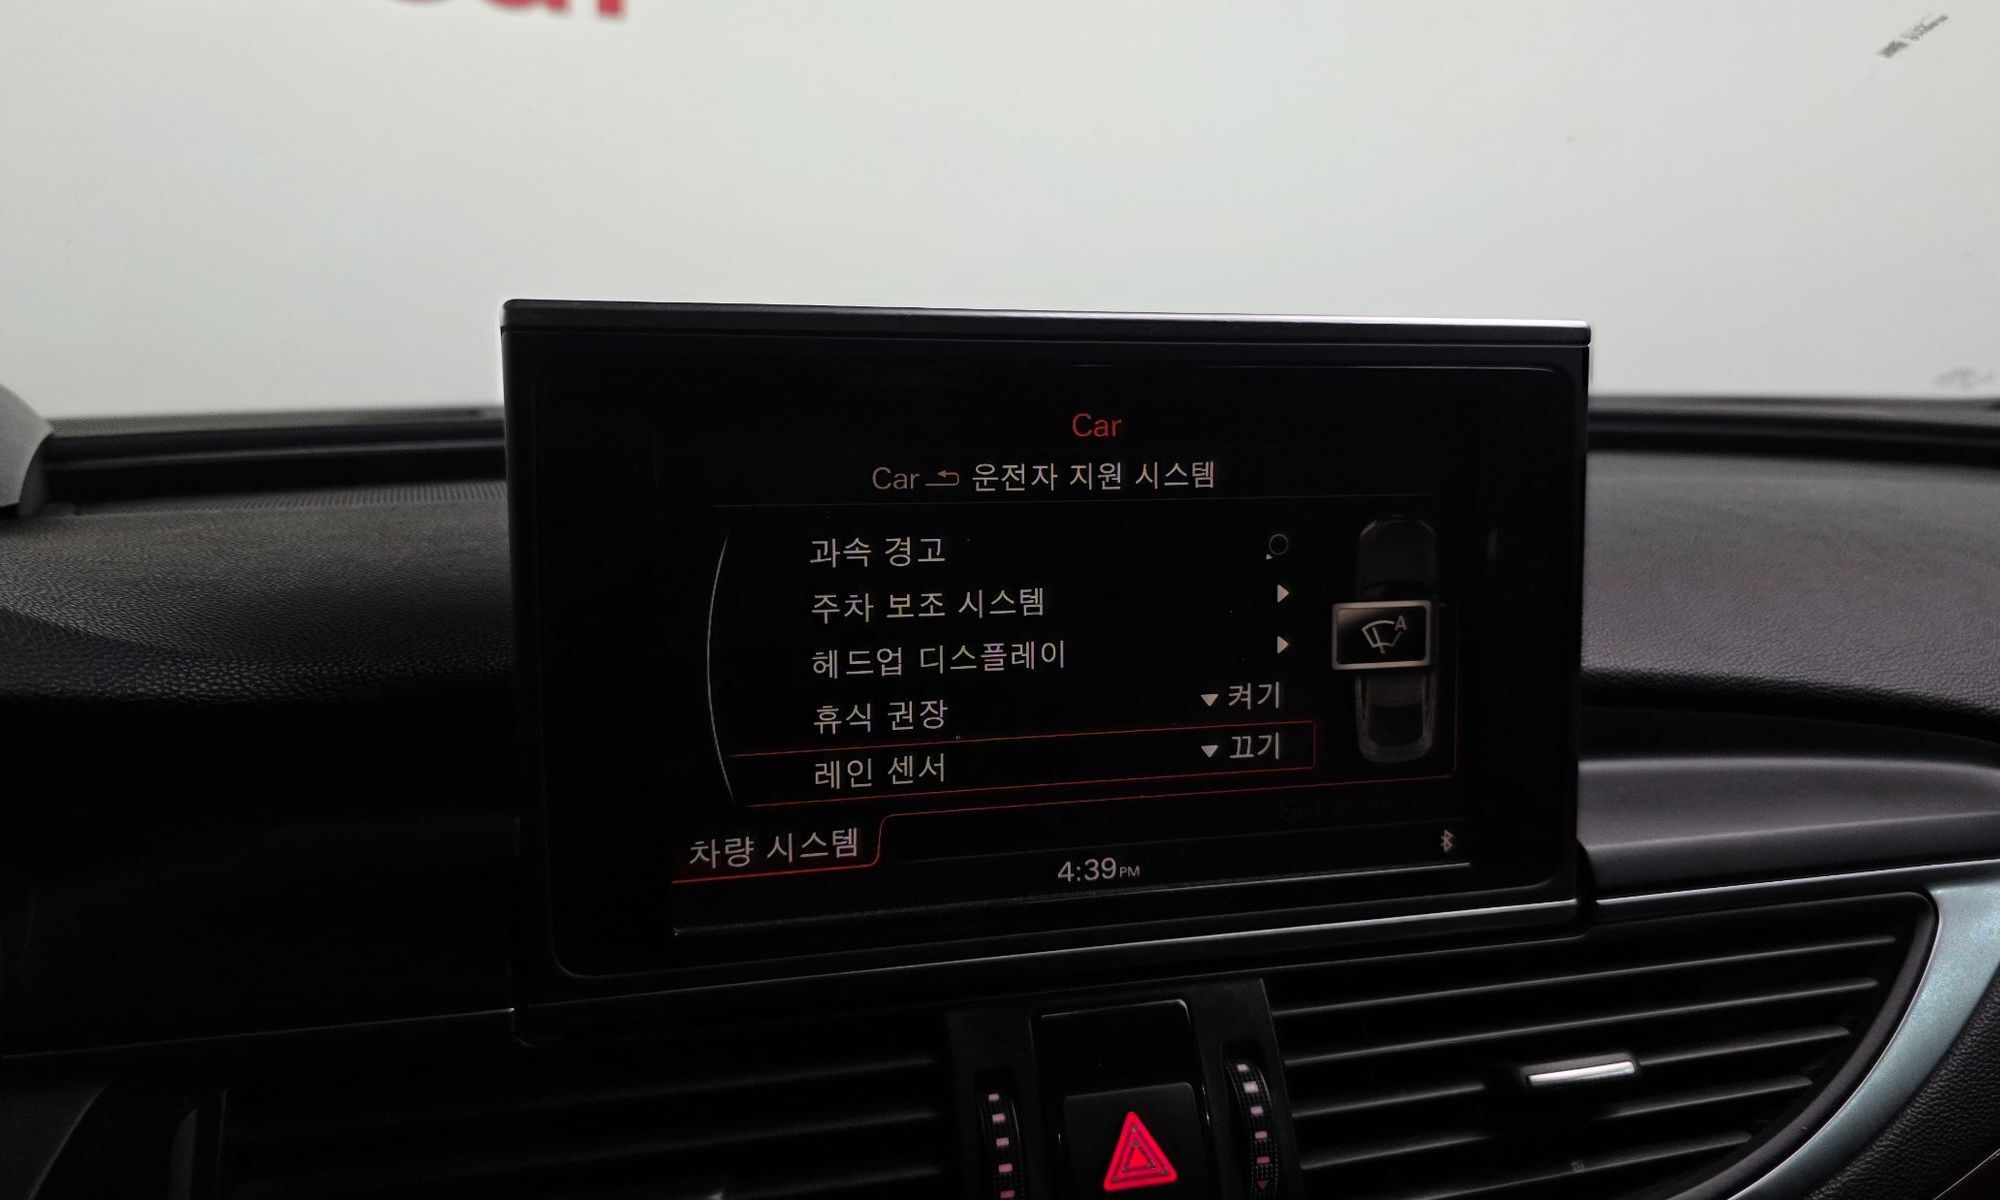 Car
Car 운전자 지원 시스템
과속 경고
주차 보조 시스템
헤드업 디스플레이
휴식 권장 ▼ 켜기
레인 센서 ▼ 끄기
A
차량 시스템
4:39PM